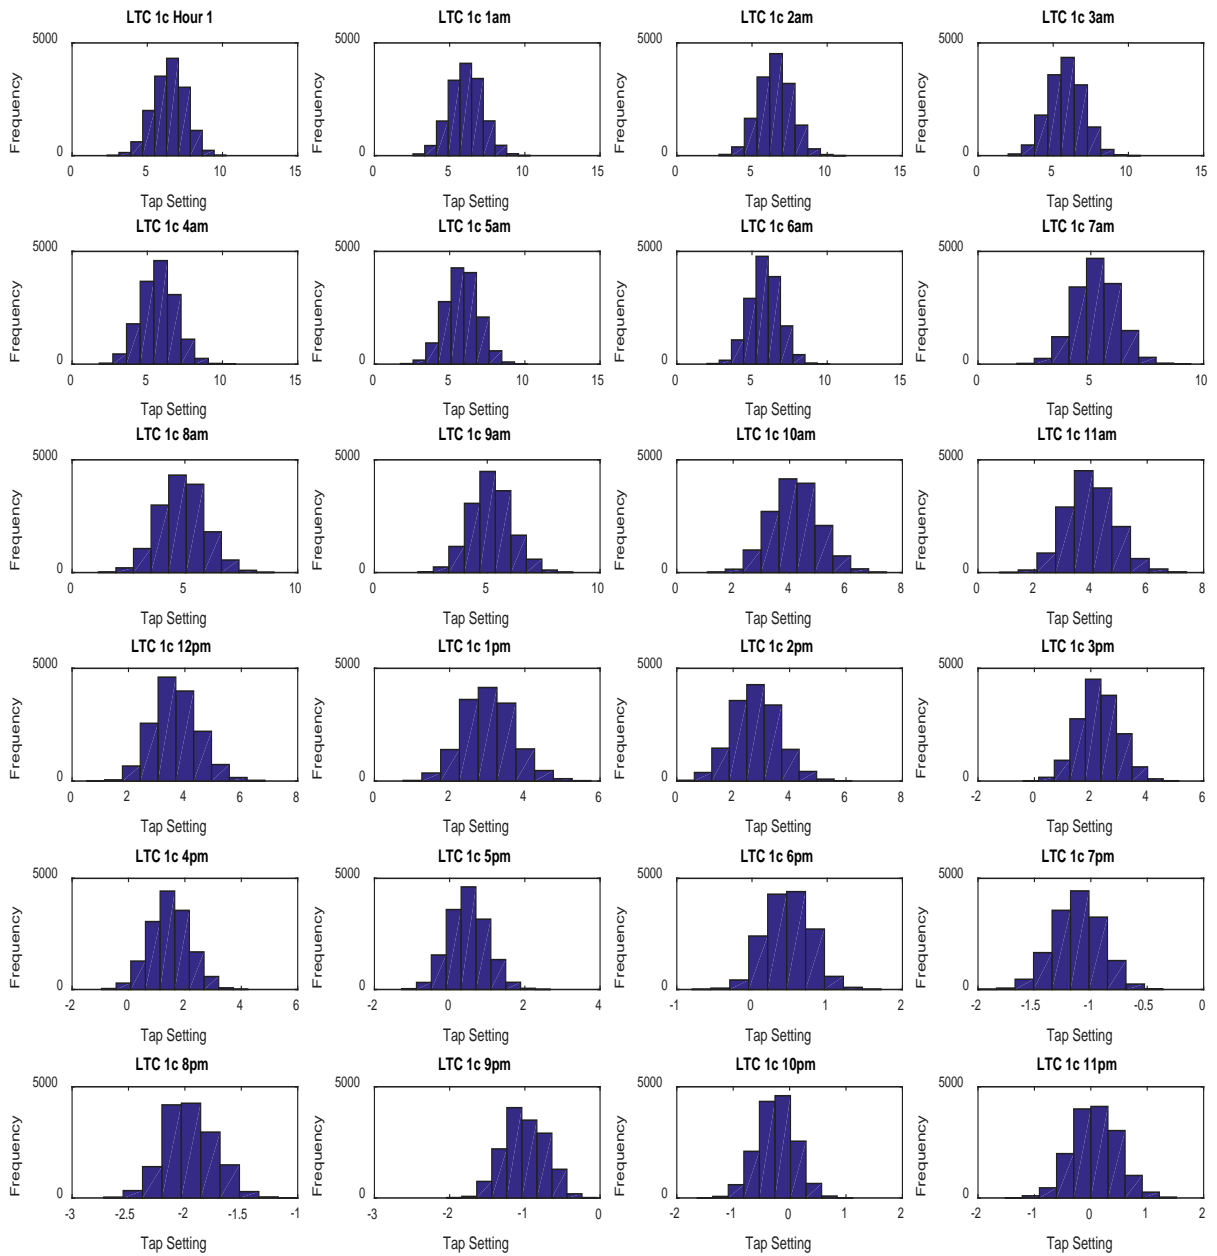 LTC 1c Hour 1
LTC 1c 1am
LTC 1c 2am
LTC 1c 3am
5000
5000
5000
5000
Frequency
Frequency
Frequency
Frequency
0
0
0
0
0 5 10 15
0 5 10 15
0 5 10 15
0 5 10 15
Tap Setting
Tap Setting
Tap Setting
Tap Setting
LTC 1c 4am
LTC 1c 5am
LTC 1c 6am
LTC 1c 7am
5000
5000
5000
5000
Frequency
Frequency
Frequency
Frequency
0
0
0
0
0 5 10 15
0 5 10 15
0 5 10 15
0 5 10
Tap Setting
Tap Setting
Tap Setting
Tap Setting
LTC 1c 8am
LTC 1c 9am
LTC 1c 10am
LTC 1c 11am
5000
5000
5000
5000
Frequency
Frequency
Frequency
Frequency
0
0
0
0
0 5 10
0 5 10
0 2 4 6 8
0 2 4 6 8
Tap Setting
Tap Setting
Tap Setting
Tap Setting
LTC 1c 12pm
LTC 1c 1pm
LTC 1c 2pm
LTC 1c 3pm
5000
5000
5000
5000
Frequency
Frequency
Frequency
Frequency
0
0
0
0
0 2 4 6 8
0 2 4 6
0 2 4 6 8
-2 0 2 4 6
Tap Setting
Tap Setting
Tap Setting
Tap Setting
LTC 1c 4pm
LTC 1c 5pm
LTC 1c 6pm
LTC 1c 7pm
5000
5000
5000
5000
Frequency
Frequency
Frequency
Frequency
0
0
0
0
-2 0 2 4 6
-2 0 2 4
-1 0 1 2
-2 -1.5 -1 -0.5 0
Tap Setting
Tap Setting
Tap Setting
Tap Setting
LTC 1c 8pm
LTC 1c 9pm
LTC 1c 10pm
LTC 1c 11pm
5000
5000
5000
5000
Frequency
Frequency
Frequency
Frequency
0
0
0
0
-3 -2.5 -2 -1.5 -1
-3 -2 -1 0
-2 -1 0 1 2
-2 -1 0 1 2
Tap Setting
Tap Setting
Tap Setting
Tap Setting